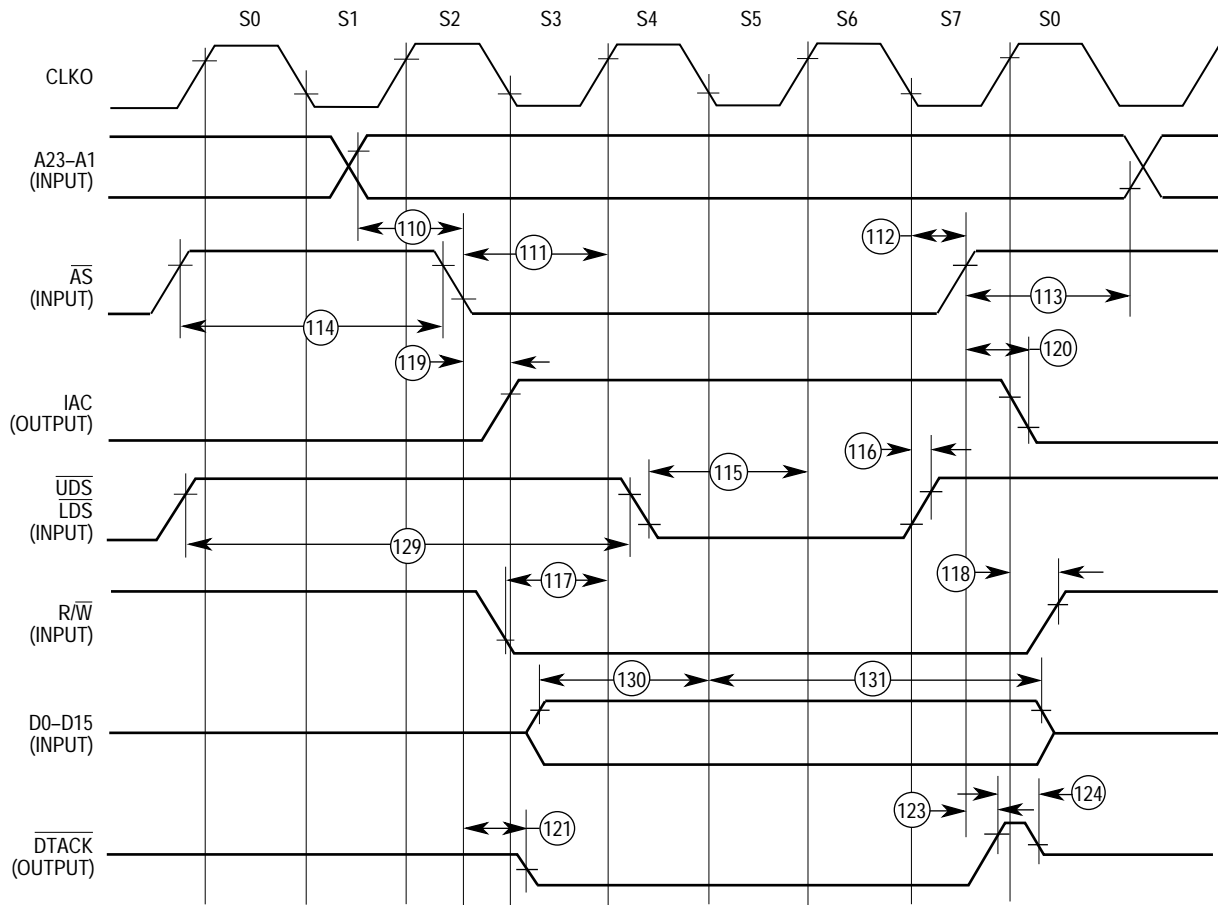 S0 S1 S2 S3 S4 S5 S6 S7 S0
CLKO
A23–A1
(INPUT)
110
112
111
AS
(INPUT)
113
114
119
120
IAC
(OUTPUT)
116
115
UDS
LDS
(INPUT)
129
117
118
R/W
(INPUT)
130
131
D0–D15
(INPUT)
124
123
121
DTACK
(OUTPUT)